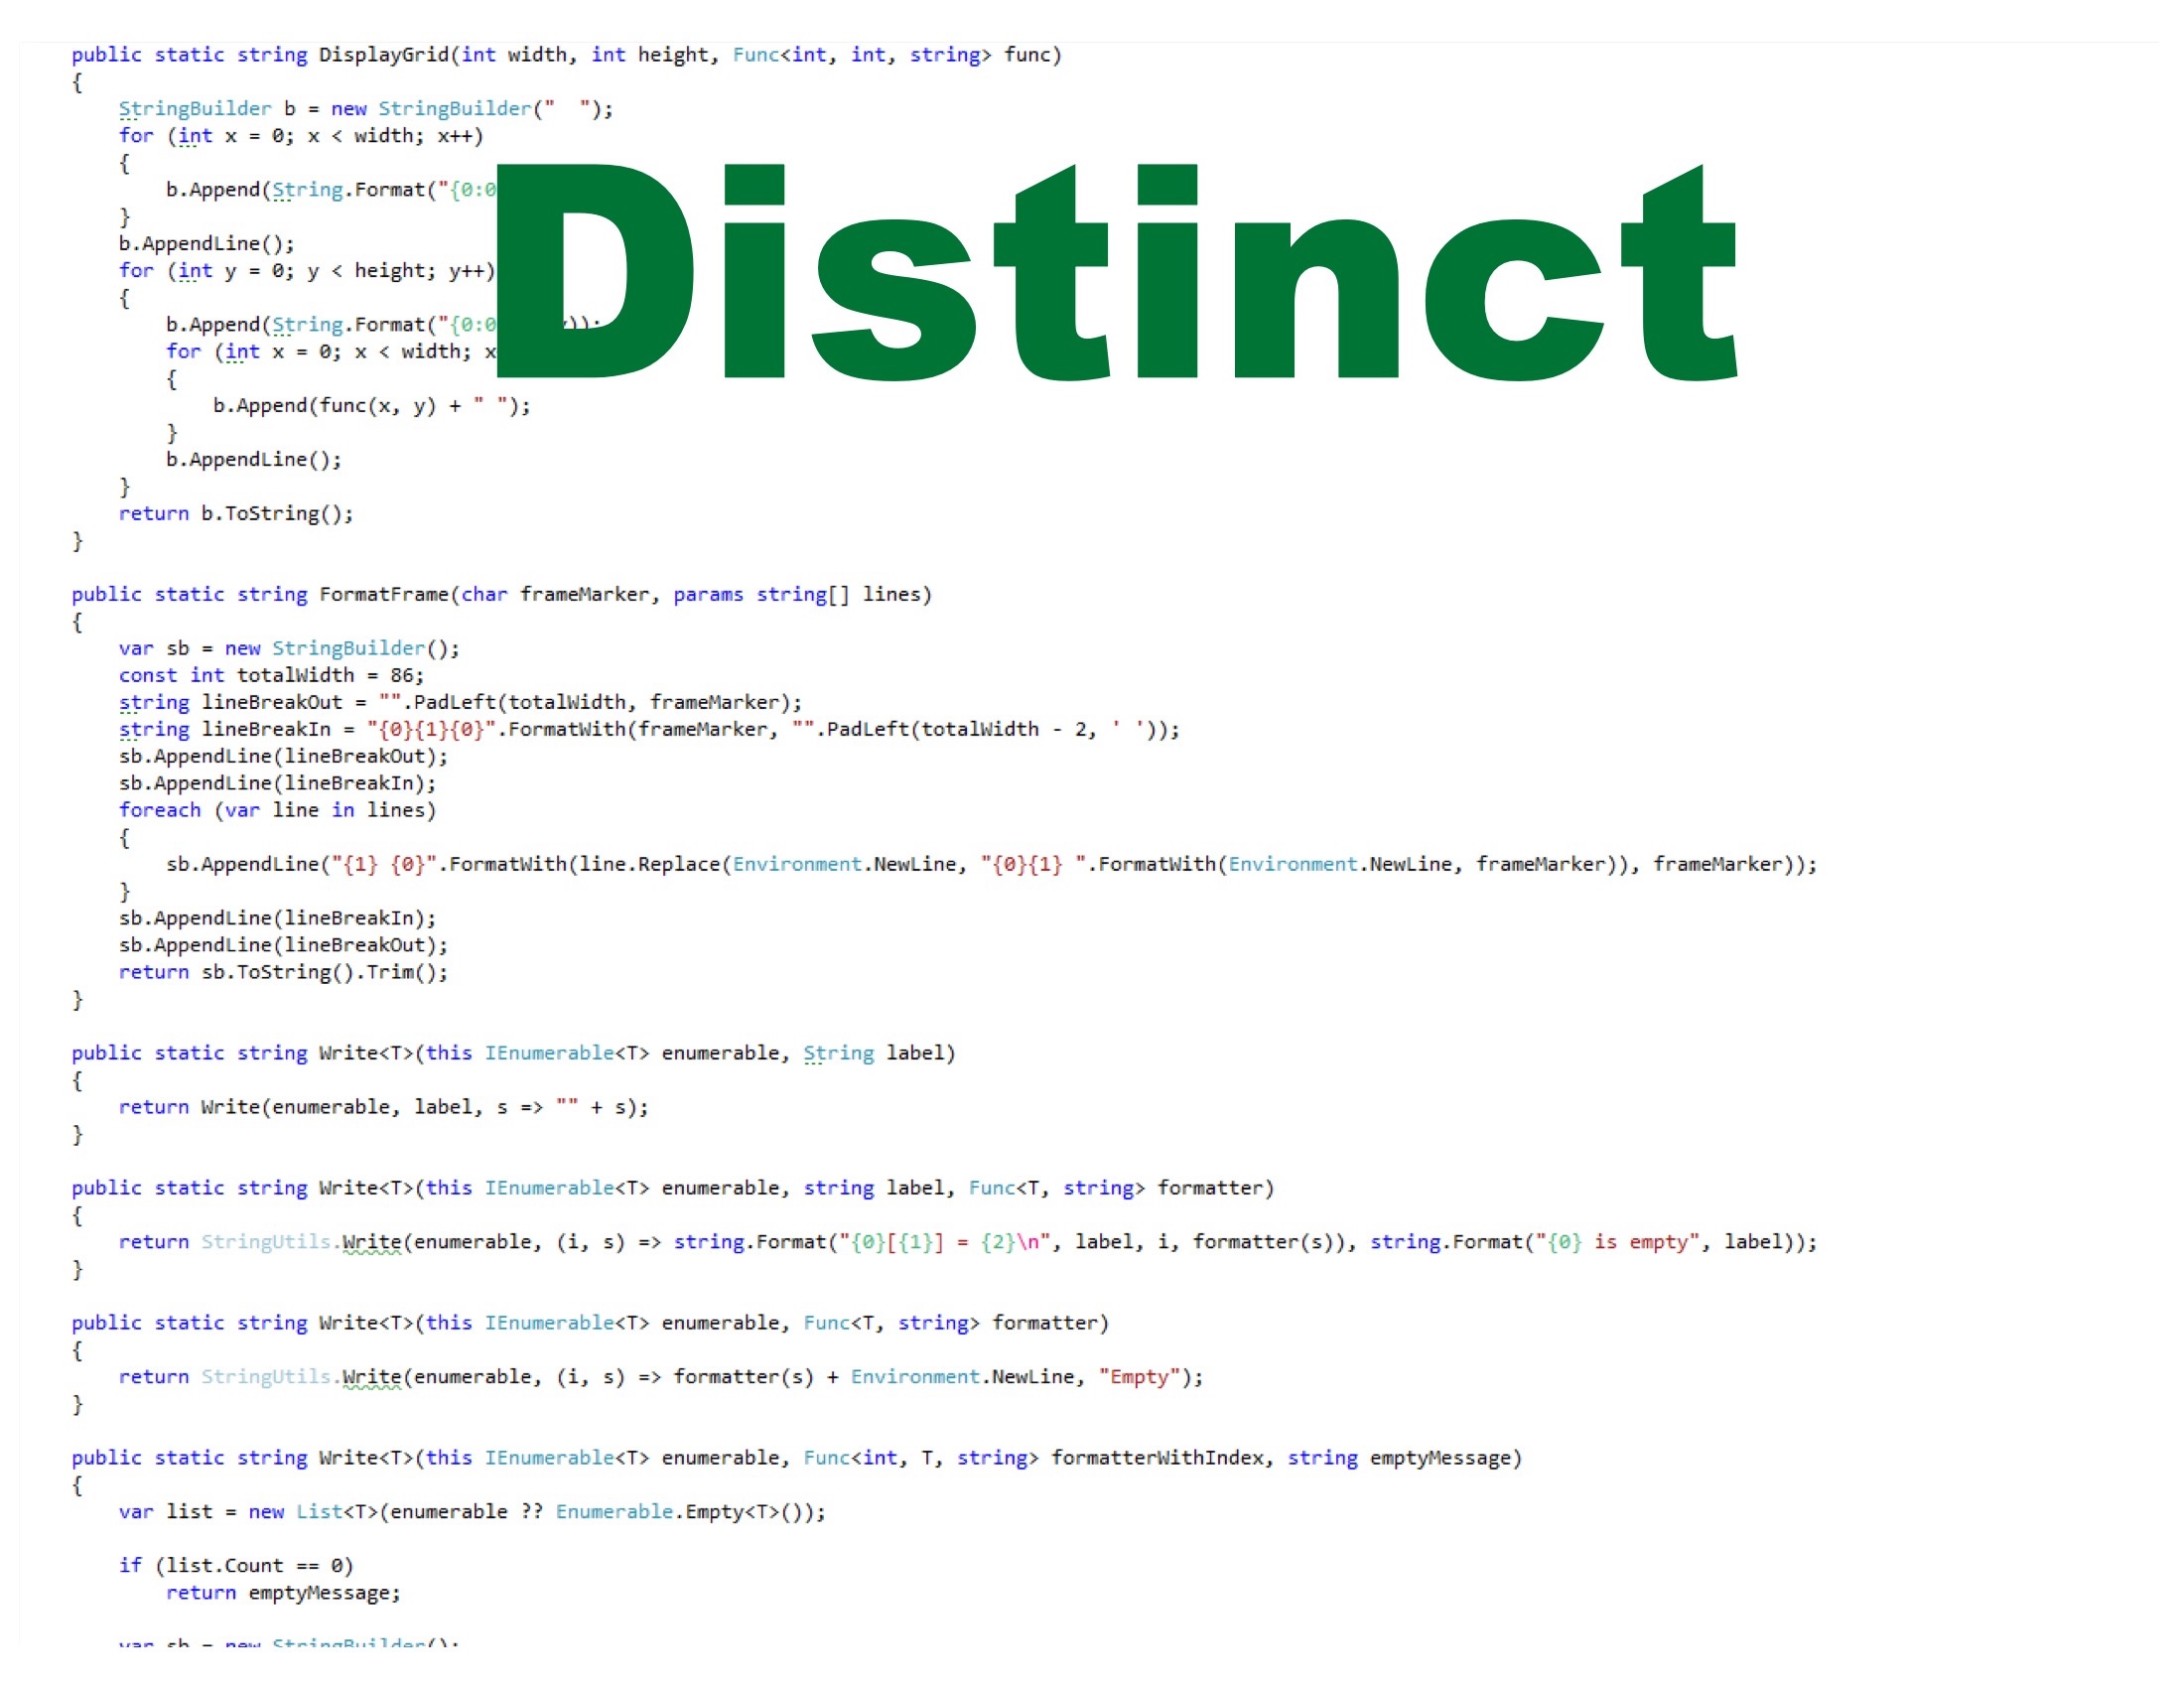 public static string DisplayGrid(int width, int height, Func<int, int, string> func)
{
    StringBuilder b = new StringBuilder("  ");
    for (int x = 0; x < width; x++)
    {
        b.Append(String.Format("{0:0
    }
    b.AppendLine();
    for (int y = 0; y < height; y++)
    {
        b.Append(String.Format("{0:0 y));
        for (int x = 0; x < width; x
        {
            b.Append(func(x, y) + " ");
        }
        b.AppendLine();
    }
    return b.ToString();
}
Distinct
public static string FormatFrame(char frameMarker, params string[] lines)
{
    var sb = new StringBuilder();
    const int totalWidth = 86;
    string lineBreakOut = "".PadLeft(totalWidth, frameMarker);
    string lineBreakIn = "{0}{1}{0}".FormatWith(frameMarker, "".PadLeft(totalWidth - 2, ' '));
    sb.AppendLine(lineBreakOut);
    sb.AppendLine(lineBreakIn);
    foreach (var line in lines)
    {
        sb.AppendLine("{1} {0}".FormatWith(line.Replace(Environment.NewLine, "{0}{1} ".FormatWith(Environment.NewLine, frameMarker)), frameMarker));
    }
    sb.AppendLine(lineBreakIn);
    sb.AppendLine(lineBreakOut);
    return sb.ToString().Trim();
}
public static string Write<T>(this IEnumerable<T> enumerable, String label)
{
    return Write(enumerable, label, s => "" + s);
}
public static string Write<T>(this IEnumerable<T> enumerable, string label, Func<T, string> formatter)
{
    return StringUtils.Write(enumerable, (i, s) => string.Format("{0}[{1}] = {2}\n", label, i, formatter(s)), string.Format("{0} is empty", label));
}
public static string Write<T>(this IEnumerable<T> enumerable, Func<T, string> formatter)
{
    return StringUtils.Write(enumerable, (i, s) => formatter(s) + Environment.NewLine, "Empty");
}
public static string Write<T>(this IEnumerable<T> enumerable, Func<int, T, string> formatterWithIndex, string emptyMessage)
{
    var list = new List<T>(enumerable ?? Enumerable.Empty<T>());
    if (list.Count == 0)
        return emptyMessage;
    var sb = new StringBuilder();